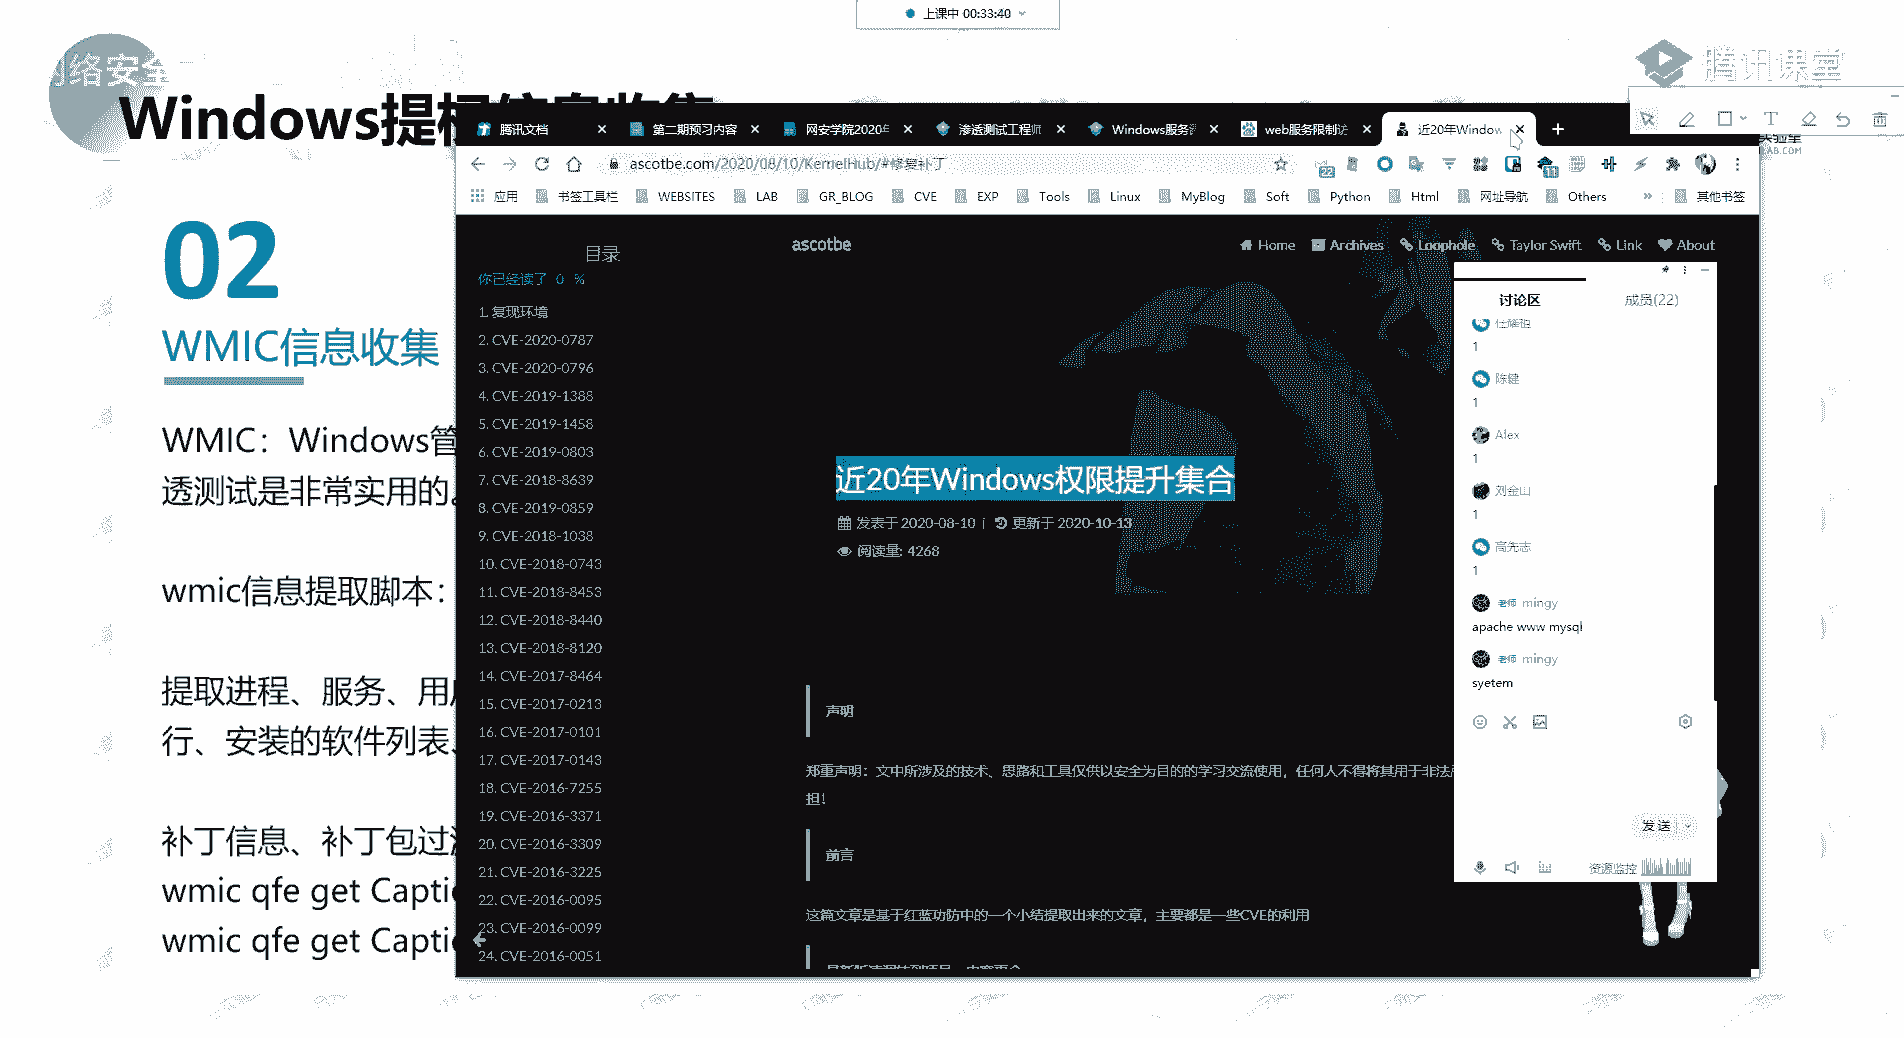 上课中 00:33:40
网络安全
腾讯课堂
Windows提权信息收集
实验室
LAB.COM
腾讯文档
第二期预习内容
网安学院2020年
渗透测试工程师
Windows服务器
web服务限制访
近20年Window
ascotbe.com/2020/08/10/KernelHub/#修复补丁
22
11
应用
书签工具栏
WEBSITES
LAB
GR_BLOG
CVE
EXP
Tools
Linux
MyBlog
Soft
Python
Html
网址导航
Others
»
其他书签
02
WMIC信息收集
WMIC：Windows管
透测试是非常实用的。
wmic信息提取脚本：
提取进程、服务、用
行、安装的软件列表、
补丁信息、补丁包过
wmic qfe get Captic
wmic qfe get Captic
目录
你已经读了 0 %
1. 复现环境
2. CVE-2020-0787
3. CVE-2020-0796
4. CVE-2019-1388
5. CVE-2019-1458
6. CVE-2019-0803
7. CVE-2018-8639
8. CVE-2019-0859
9. CVE-2018-1038
10. CVE-2018-0743
11. CVE-2018-8453
12. CVE-2018-8440
13. CVE-2018-8120
14. CVE-2017-8464
15. CVE-2017-0213
16. CVE-2017-0101
17. CVE-2017-0143
18. CVE-2016-7255
19. CVE-2016-3371
20. CVE-2016-3309
21. CVE-2016-3225
22. CVE-2016-0095
23. CVE-2016-0099
24. CVE-2016-0051
ascotbe
Home
Archives
Loophole
Taylor Swift
Link
About
近20年Windows权限提升集合
发表于 2020-08-10 | 更新于 2020-10-13
阅读量: 4268
声明
郑重声明：文中所涉及的技术、思路和工具仅供以安全为目的的学习交流使用，任何人不得将其用于非法
担！
前言
这篇文章是基于红蓝功防中的一个小结提取出来的文章，主要都是一些CVE的利用
讨论区
成员(22)
1
陈健
1
Alex
1
刘金山
1
高先志
1
老师 mingy
apache www mysql
老师 mingy
syetem
发送
资源监控